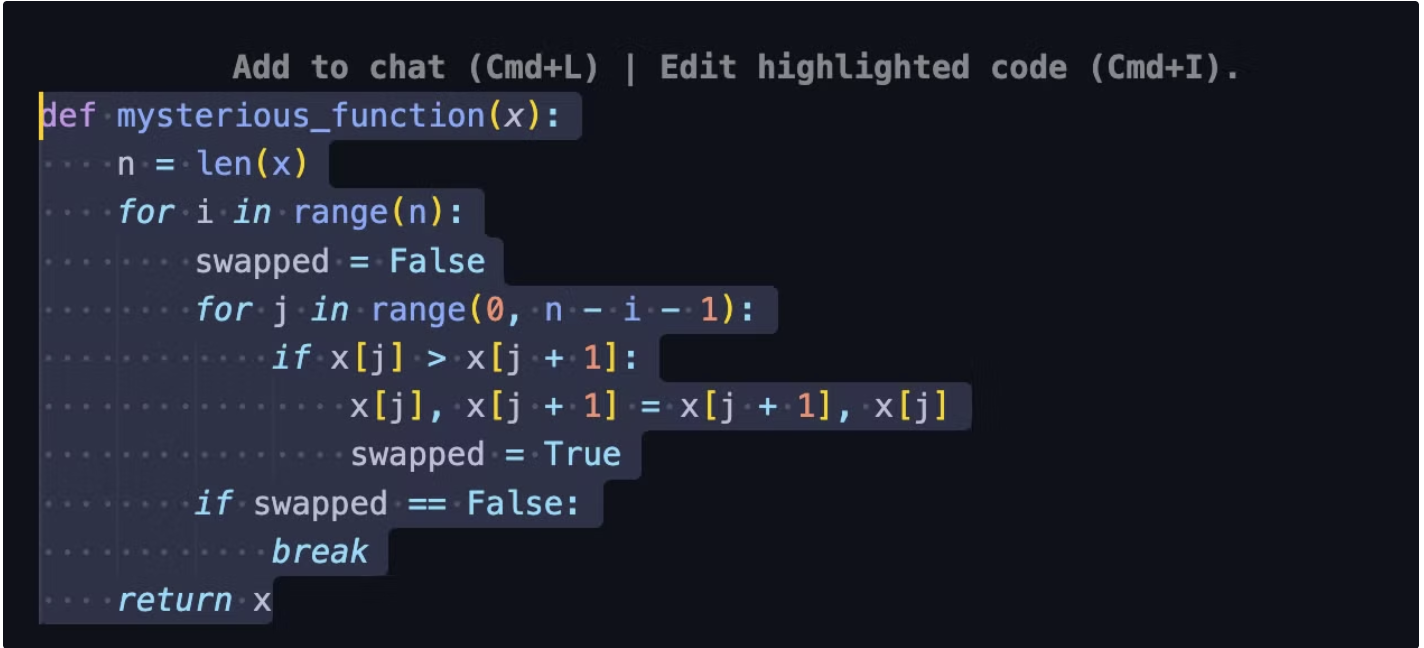 Add to chat (Cmd+L) | Edit highlighted code (Cmd+I).
def mysterious_function(x):
    n = len(x)
    for i in range(n):
        swapped = False
        for j in range(0, n - i - 1):
            if x[j] > x[j + 1]:
                x[j], x[j + 1] = x[j + 1], x[j]
                swapped = True
        if swapped == False:
            break
    return x